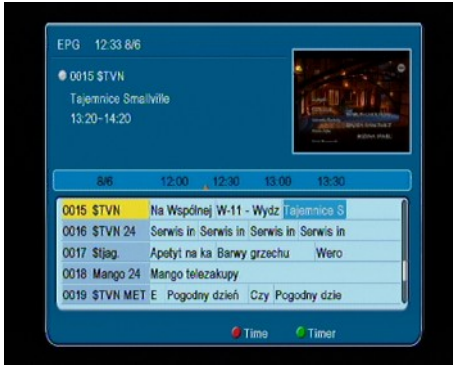 EPG 12:33 8/6
0015 $TVN
Tajemnice Smallville
13:20-14:20
8/6 12:00 12:30 13:00 13:30
0015 $TVN Na Wspólnej W-11 - Wydz Tajemnice S
0016 $TVN 24 Serwis in Serwis in Serwis in Serwis in
0017 $tjag. Apetyt na ka Barwy grzechu Wero
0018 Mango 24 Mango telezakupy
0019 $TVN MET E Pogodny dzień Czy Pogodny dzie
Time Timer